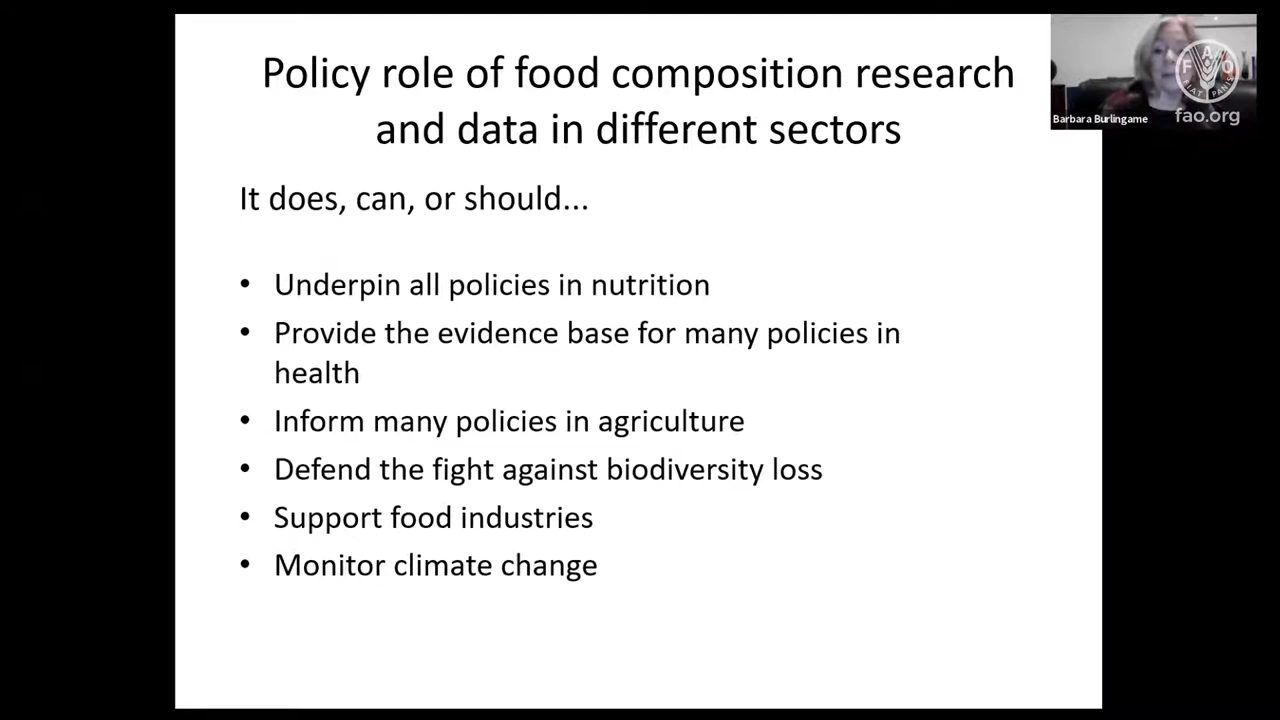 Policy role of food composition research
and data in different sectors
It does, can, or should...
• Underpin all policies in nutrition
• Provide the evidence base for many policies in
health
• Inform many policies in agriculture
• Defend the fight against biodiversity loss
• Support food industries
• Monitor climate change
Barbara Burlingame
F A O
FIAT PANIS
fao.org